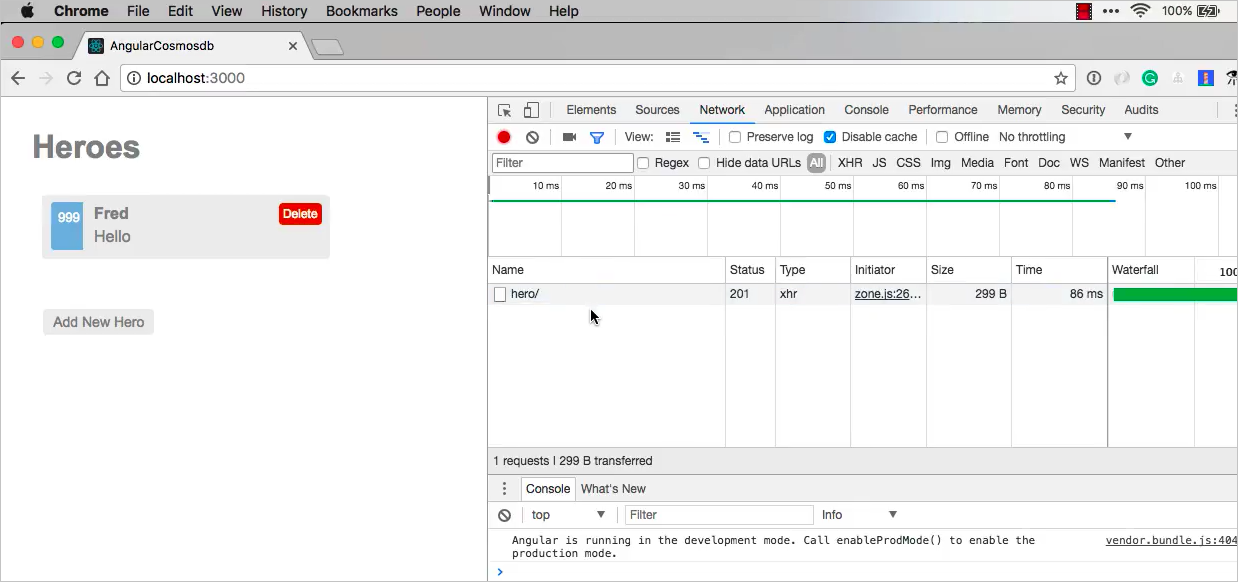 Chrome File Edit View History Bookmarks People Window Help 100%
AngularCosmosdb
localhost:3000
Heroes
999 Fred Delete
Hello
Add New Hero
Elements Sources Network Application Console Performance Memory Security Audits
View: Preserve log Disable cache Offline No throttling
Filter Regex Hide data URLs All XHR JS CSS Img Media Font Doc WS Manifest Other
10 ms 20 ms 30 ms 40 ms 50 ms 60 ms 70 ms 80 ms 90 ms 100 ms
Name Status Type Initiator Size Time Waterfall 100
hero/ 201 xhr zone.js:26… 299 B 86 ms
1 requests | 299 B transferred
Console What's New
top Filter Info
Angular is running in the development mode. Call enableProdMode() to enable the vendor.bundle.js:404
production mode.